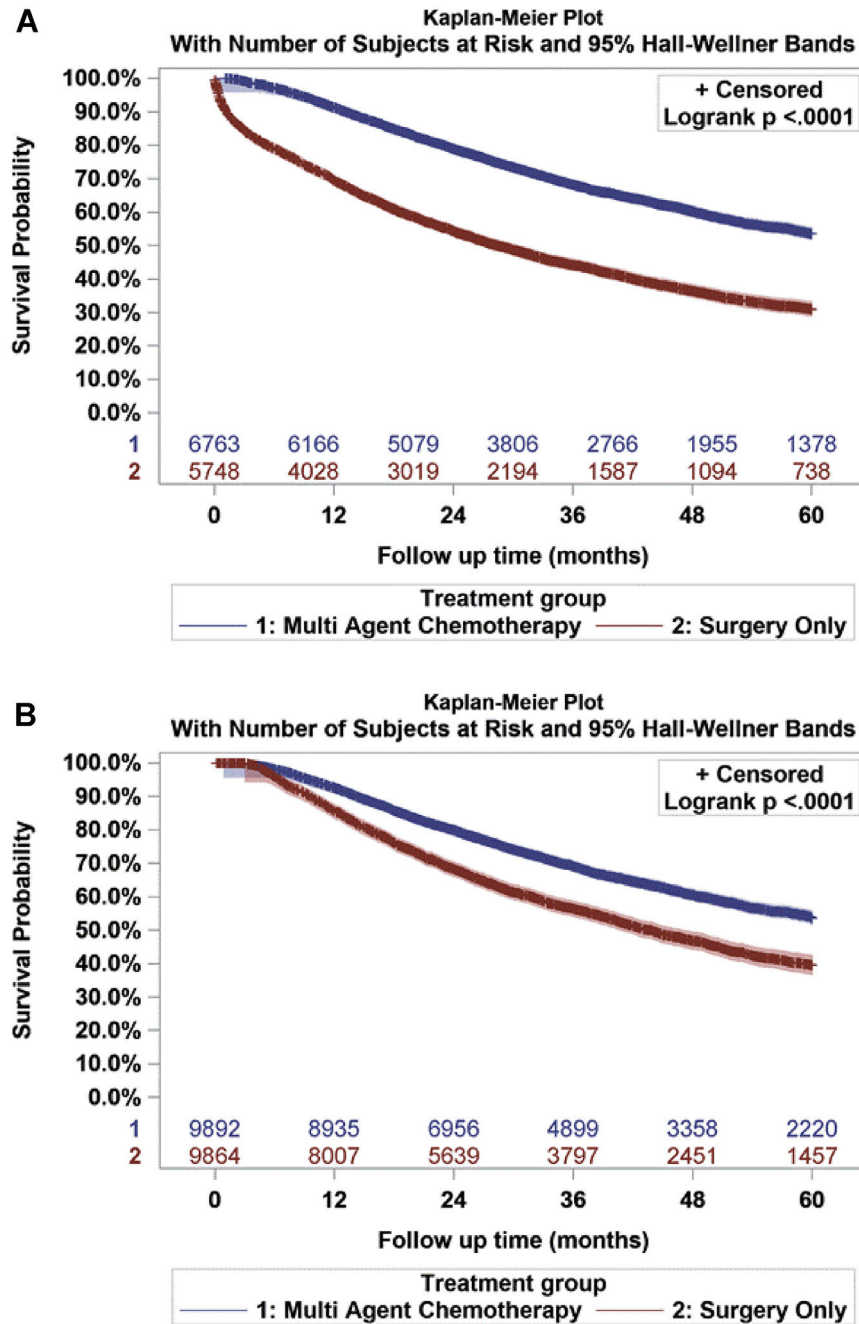 A
Kaplan-Meier Plot
With Number of Subjects at Risk and 95% Hall-Wellner Bands
+ Censored
Logrank p <.0001
Survival Probability
100.0%
90.0%
80.0%
70.0%
60.0%
50.0%
40.0%
30.0%
20.0%
10.0%
0.0%
1 6763 6166 5079 3806 2766 1955 1378
2 5748 4028 3019 2194 1587 1094 738
0 12 24 36 48 60
Follow up time (months)
Treatment group
1: Multi Agent Chemotherapy 2: Surgery Only
B
Kaplan-Meier Plot
With Number of Subjects at Risk and 95% Hall-Wellner Bands
+ Censored
Logrank p <.0001
Survival Probability
100.0%
90.0%
80.0%
70.0%
60.0%
50.0%
40.0%
30.0%
20.0%
10.0%
0.0%
1 9892 8935 6956 4899 3358 2220
2 9864 8007 5639 3797 2451 1457
0 12 24 36 48 60
Follow up time (months)
Treatment group
1: Multi Agent Chemotherapy 2: Surgery Only